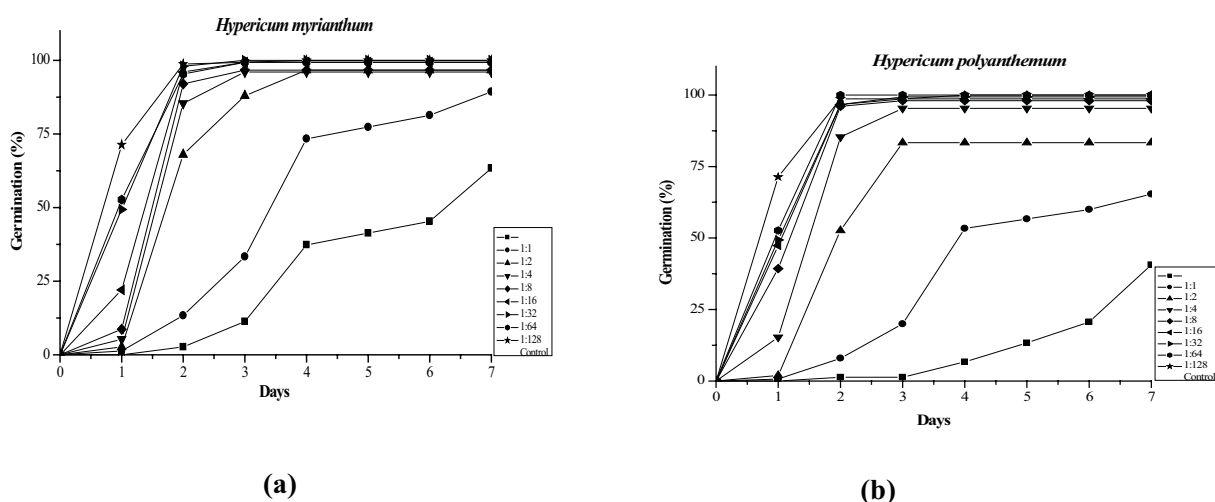 Hypericum myrianthum
100
75
50
25
0
Germination (%)
0 1 2 3 4 5 6 7
Days
1:1
1:2
1:4
1:8
1:16
1:32
1:64
1:128
Control
(a)
Hypericum polyanthemum
100
75
50
25
0
Germination (%)
0 1 2 3 4 5 6 7
Days
1:1
1:2
1:4
1:8
1:16
1:32
1:64
1:128
Control
(b)